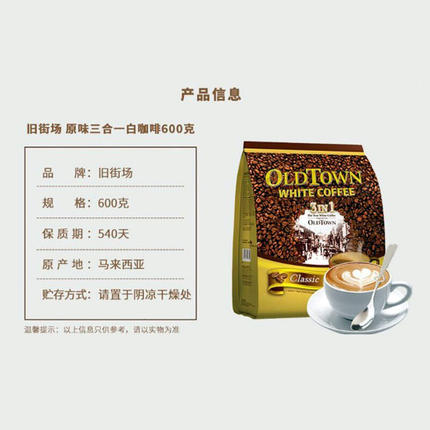 产品信息
旧街场 原味三合一白咖啡600克
品 牌：旧街场
规 格：600克
保 质 期：540天
原 产 地：马来西亚
贮存方式：请置于阴凉干燥处
温馨提示：以上信息只供参考，请以实物为准
OLDTOWN
WHITE COFFEE
3 IN 1
OLDTOWN
Classic